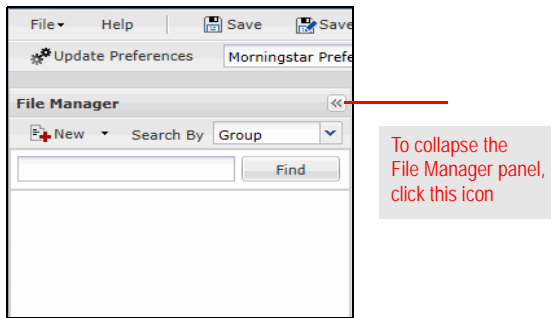 File Help Save Save
Update Preferences Morningstar Prefe
File Manager
New Search By Group
Find
To collapse the
File Manager panel,
click this icon